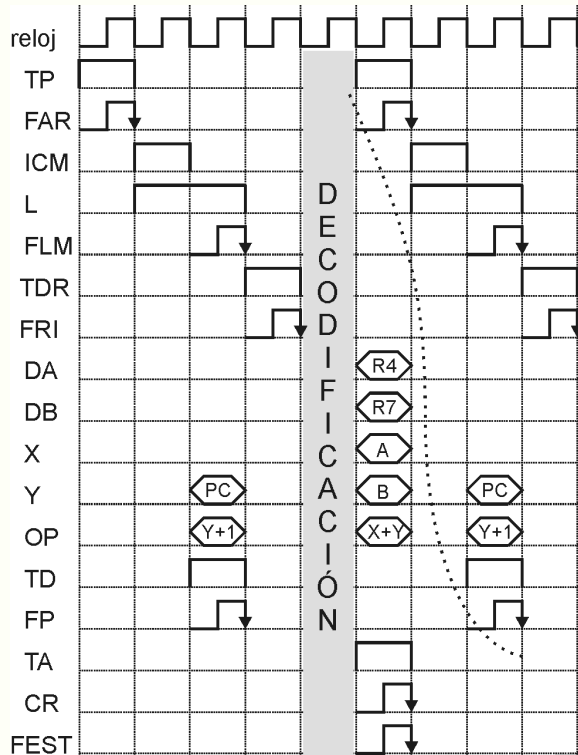 reloj
TP
FAR
ICM
L
FLM
TDR
FRI
DA R4
DB R7
X A
Y PC B PC
OP Y+1 X+Y Y+1
TD
FP
TA
CR
FEST
DECODIFICACIÓN